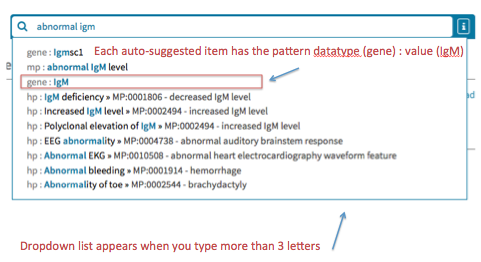 abnormal igm
gene : Igmsc1 Each auto-suggested item has the pattern datatype (gene) : value (IgM)
mp : abnormal IgM level
gene : IgM
hp : IgM deficiency » MP:0001806 - decreased IgM level
hp : Increased IgM level » MP:0002494 - increased IgM level
hp : Polyclonal elevation of IgM » MP:0002494 - increased IgM level
hp : EEG abnormality » MP:0004738 - abnormal auditory brainstem response
hp : Abnormal EKG » MP:0010508 - abnormal heart electrocardiography waveform feature
hp : Abnormal bleeding » MP:0001914 - hemorrhage
hp : Abnormality of toe » MP:0002544 - brachydactyly
Dropdown list appears when you type more than 3 letters